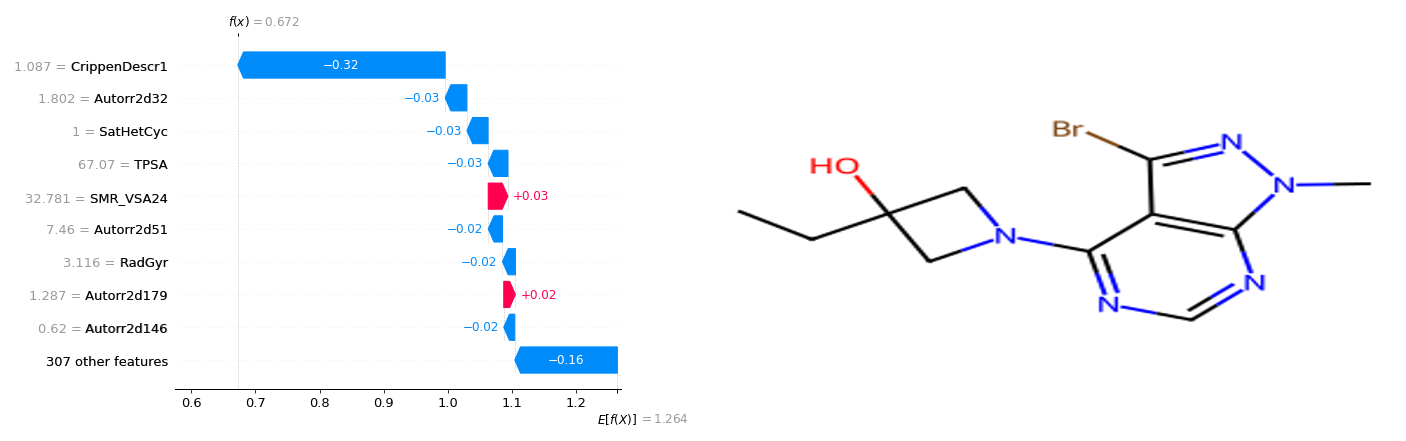 f(x) = 0.672
1.087 = CrippenDescr1
−0.32
1.802 = Autorr2d32
−0.03
1 = SatHetCyc
−0.03
67.07 = TPSA
−0.03
32.781 = SMR_VSA24
+0.03
7.46 = Autorr2d51
−0.02
3.116 = RadGyr
−0.02
1.287 = Autorr2d179
+0.02
0.62 = Autorr2d146
−0.02
307 other features
−0.16
0.6 0.7 0.8 0.9 1.0 1.1 1.2
E[f(X)] = 1.264
Br
N
HO
N
N
N
N
N